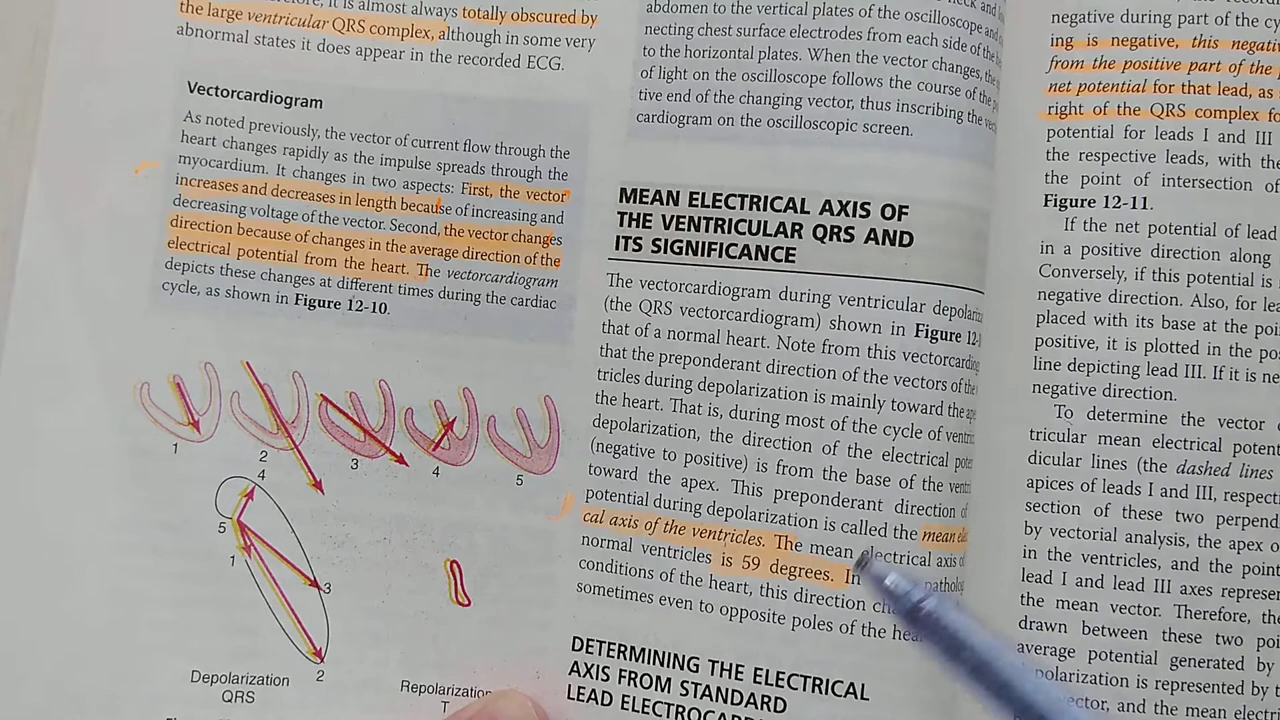 it is almost always totally obscured by
the large ventricular QRS complex, although in some very
abnormal states it does appear in the recorded ECG.
Vectorcardiogram
As noted previously, the vector of current flow through the
heart changes rapidly as the impulse spreads through the
myocardium. It changes in two aspects: First, the vector
increases and decreases in length because of increasing and
decreasing voltage of the vector. Second, the vector changes
direction because of changes in the average direction of the
electrical potential from the heart. The vectorcardiogram
depicts these changes at different times during the cardiac
cycle, as shown in Figure 12-10.
1
2
3
4
5
4
5
1
3
2
Depolarization
QRS
Repolarization
T
abdomen to the vertical plates of the oscilloscope and
necting chest surface electrodes from each side of the
to the horizontal plates. When the vector changes, the
of light on the oscilloscope follows the course of the
tive end of the changing vector, thus inscribing the
cardiogram on the oscilloscopic screen.
MEAN ELECTRICAL AXIS OF
THE VENTRICULAR QRS AND
ITS SIGNIFICANCE
The vectorcardiogram during ventricular
(the QRS vectorcardiogram) shown in Figure
that of a normal heart. Note from this
that the preponderant direction of the vectors of the
tricles during depolarization is mainly toward the
the heart. That is, during most of the cycle of
depolarization, the direction of the electrical
(negative to positive) is from the base of the
toward the apex. This preponderant direction
potential during depolarization is called the mean
cal axis of the ventricles. The mean electrical axis
normal ventricles is 59 degrees. In
conditions of the heart, this direction
sometimes even to opposite poles of the
DETERMINING THE ELECTRICAL
AXIS FROM STANDARD
LEAD
negative during part of the
ing is negative, this
from the positive part of the
net potential for that lead, as
right of the QRS complex
potential for leads I and III
the respective leads, with the
the point of intersection of
Figure 12-11.
If the net potential of lead
in a positive direction along
Conversely, if this potential is
negative direction. Also, for
placed with its base at the
positive, it is plotted in the
line depicting lead III. If it is
negative direction.
To determine the vector
tricular mean electrical
dicular lines (the dashed lines
apices of leads I and III,
section of these two
by vectorial analysis, the apex
in the ventricles, and the point
lead I and lead III axes
the mean vector. Therefore, the
drawn between these two
average potential generated by
is represented by
and the mean